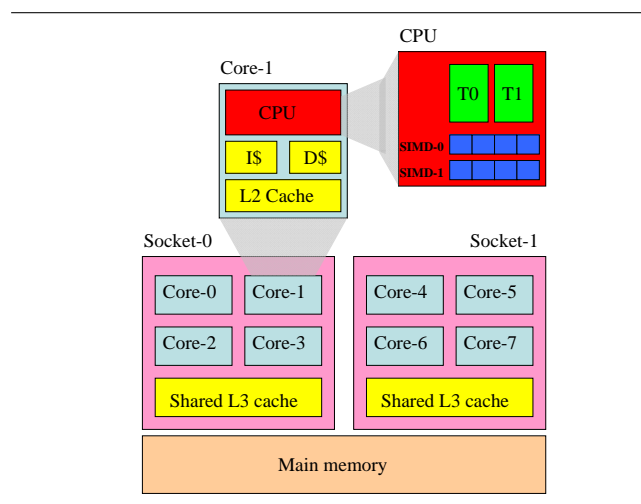 CPU
Core-1
CPU
T0 T1
I$ D$
SIMD-0
SIMD-1
L2 Cache
Socket-0 Socket-1
Core-0 Core-1 Core-4 Core-5
Core-2 Core-3 Core-6 Core-7
Shared L3 cache Shared L3 cache
Main memory